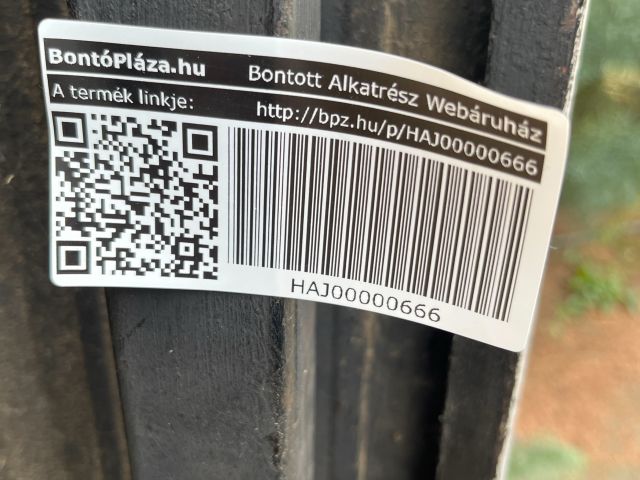 BontóPláza.hu Bontott Alkatrész Webáruház
A termék linkje: http://bpz.hu/p/HAJ00000666
HAJ00000666